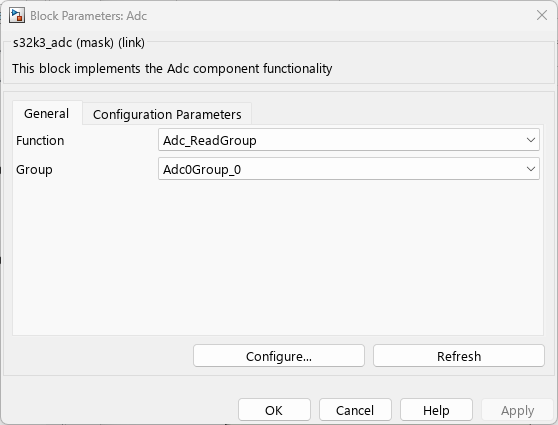 Block Parameters: Adc
s32k3_adc (mask) (link)
This block implements the Adc component functionality
General Configuration Parameters
Function Adc_ReadGroup
Group Adc0Group_0
Configure... Refresh
OK Cancel Help Apply